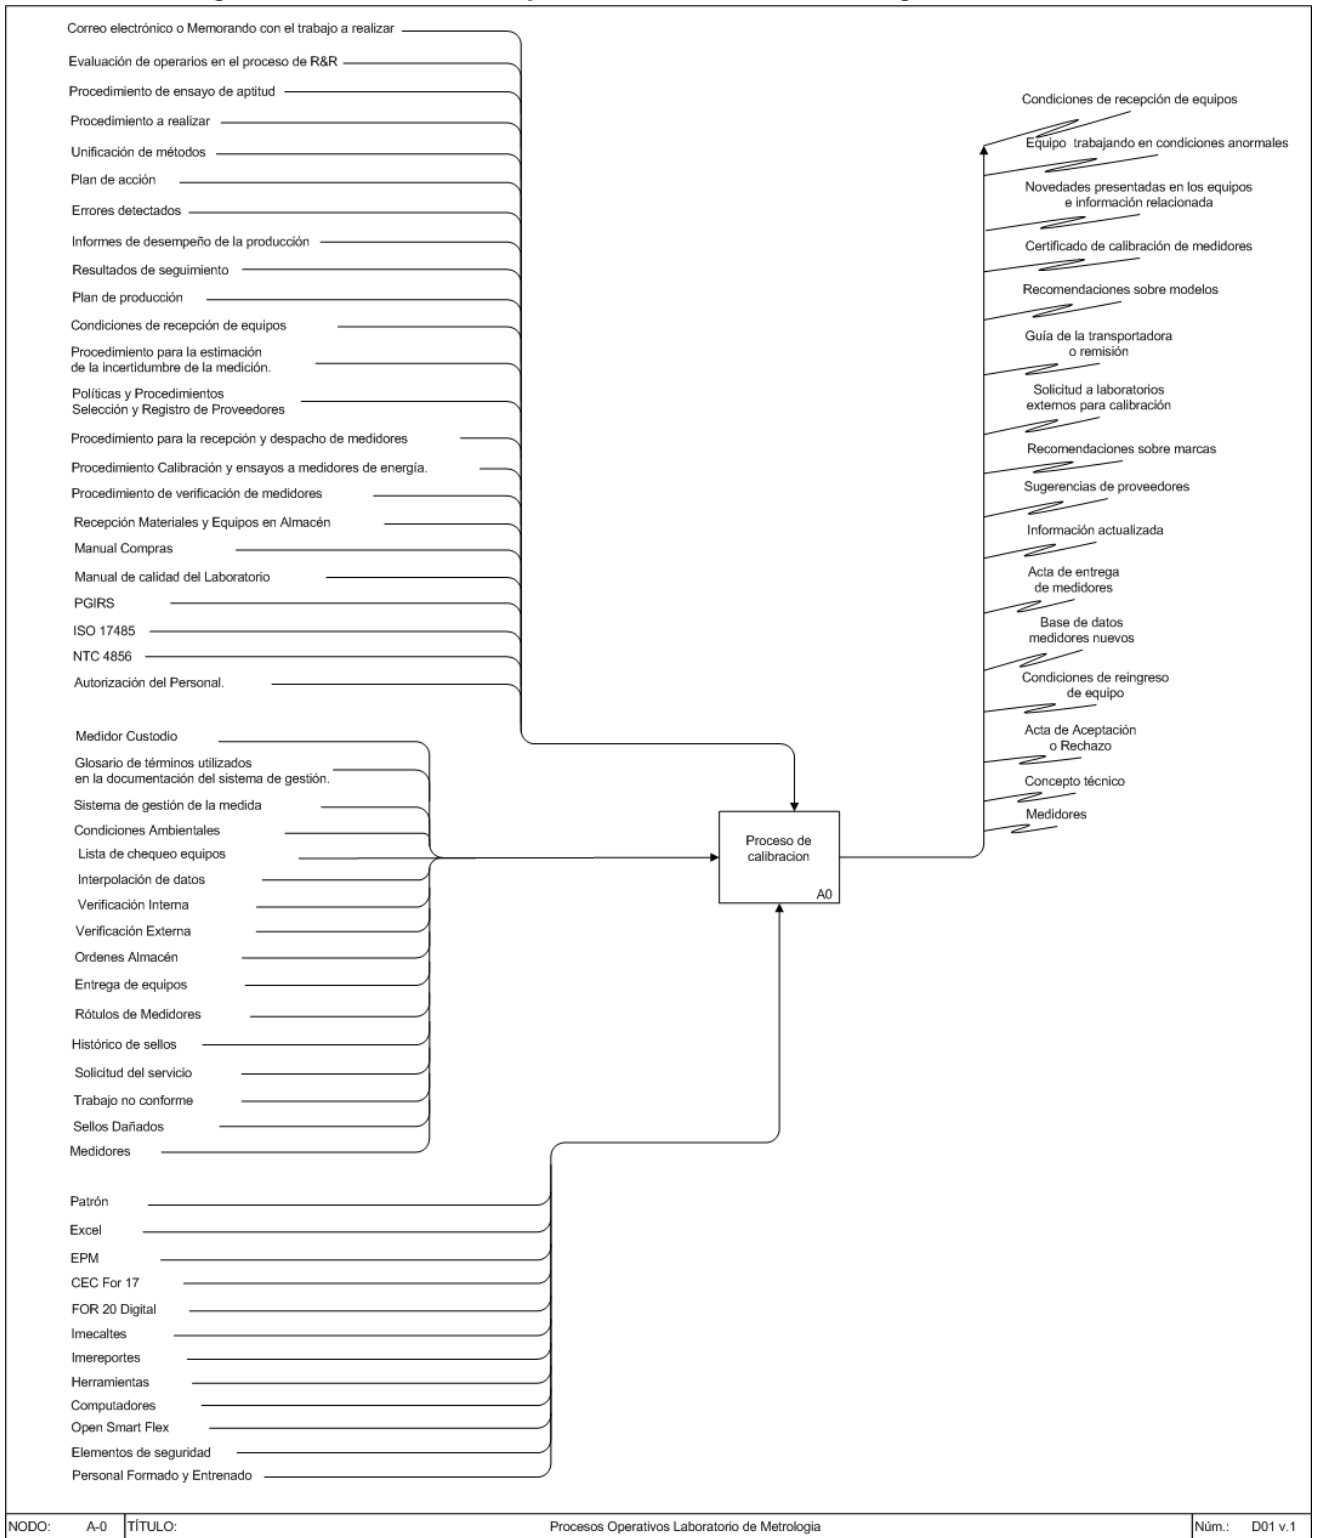 Correo electrónico o Memorando con el trabajo a realizar
Evaluación de operarios en el proceso de R&R
Procedimiento de ensayo de aptitud
Procedimiento a realizar
Unificación de métodos
Plan de acción
Errores detectados
Informes de desempeño de la producción
Resultados de seguimiento
Plan de producción
Condiciones de recepción de equipos
Procedimiento para la estimación
de la incertidumbre de la medición.
Políticas y Procedimientos
Selección y Registro de Proveedores
Procedimiento para la recepción y despacho de medidores
Procedimiento Calibración y ensayos a medidores de energía.
Procedimiento de verificación de medidores
Recepción Materiales y Equipos en Almacén
Manual Compras
Manual de calidad del Laboratorio
PGIRS
ISO 17485
NTC 4856
Autorización del Personal.
Medidor Custodio
Glosario de términos utilizados
en la documentación del sistema de gestión.
Sistema de gestión de la medida
Condiciones Ambientales
Lista de chequeo equipos
Interpolación de datos
Verificación Interna
Verificación Externa
Ordenes Almacén
Entrega de equipos
Rótulos de Medidores
Histórico de sellos
Solicitud del servicio
Trabajo no conforme
Sellos Dañados
Medidores
Patrón
Excel
EPM
CEC For 17
FOR 20 Digital
Imecaltes
Imereportes
Herramientas
Computadores
Open Smart Flex
Elementos de seguridad
Personal Formado y Entrenado
Proceso de
calibracion
A0
Condiciones de recepción de equipos
Equipo trabajando en condiciones anormales
Novedades presentadas en los equipos
e información relacionada
Certificado de calibración de medidores
Recomendaciones sobre modelos
Guía de la transportadora
o remisión
Solicitud a laboratorios
externos para calibración
Recomendaciones sobre marcas
Sugerencias de proveedores
Información actualizada
Acta de entrega
de medidores
Base de datos
medidores nuevos
Condiciones de reingreso
de equipo
Acta de Aceptación
o Rechazo
Concepto técnico
Medidores
NODO: A-0 TÍTULO: Procesos Operativos Laboratorio de Metrologia Núm.: D01 v.1